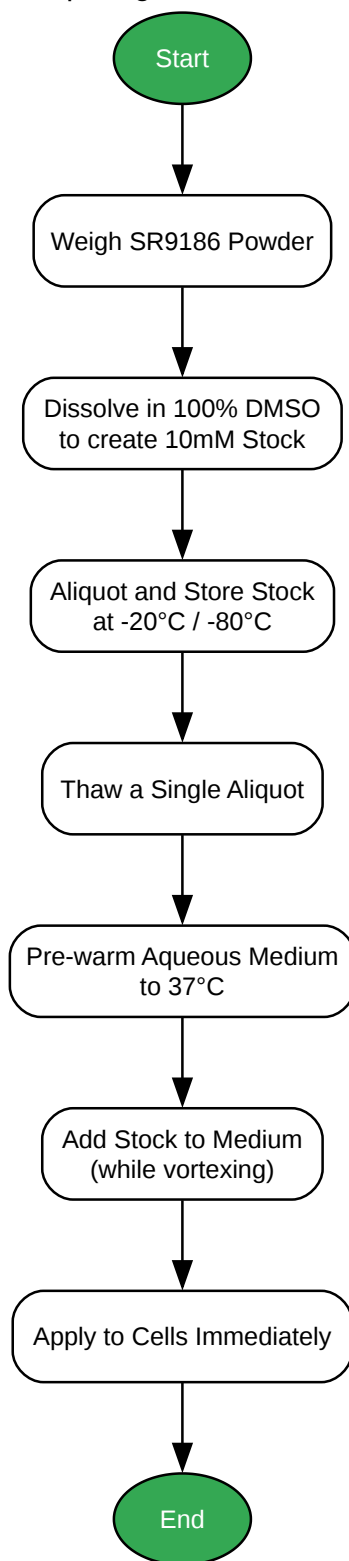 Start
Weigh SR9186 Powder
Dissolve in 100% DMSO
to create 10mM Stock
Aliquot and Store Stock
at -20°C / -80°C
Thaw a Single Aliquot
Pre-warm Aqueous Medium
to 37°C
Add Stock to Medium
(while vortexing)
Apply to Cells Immediately
End